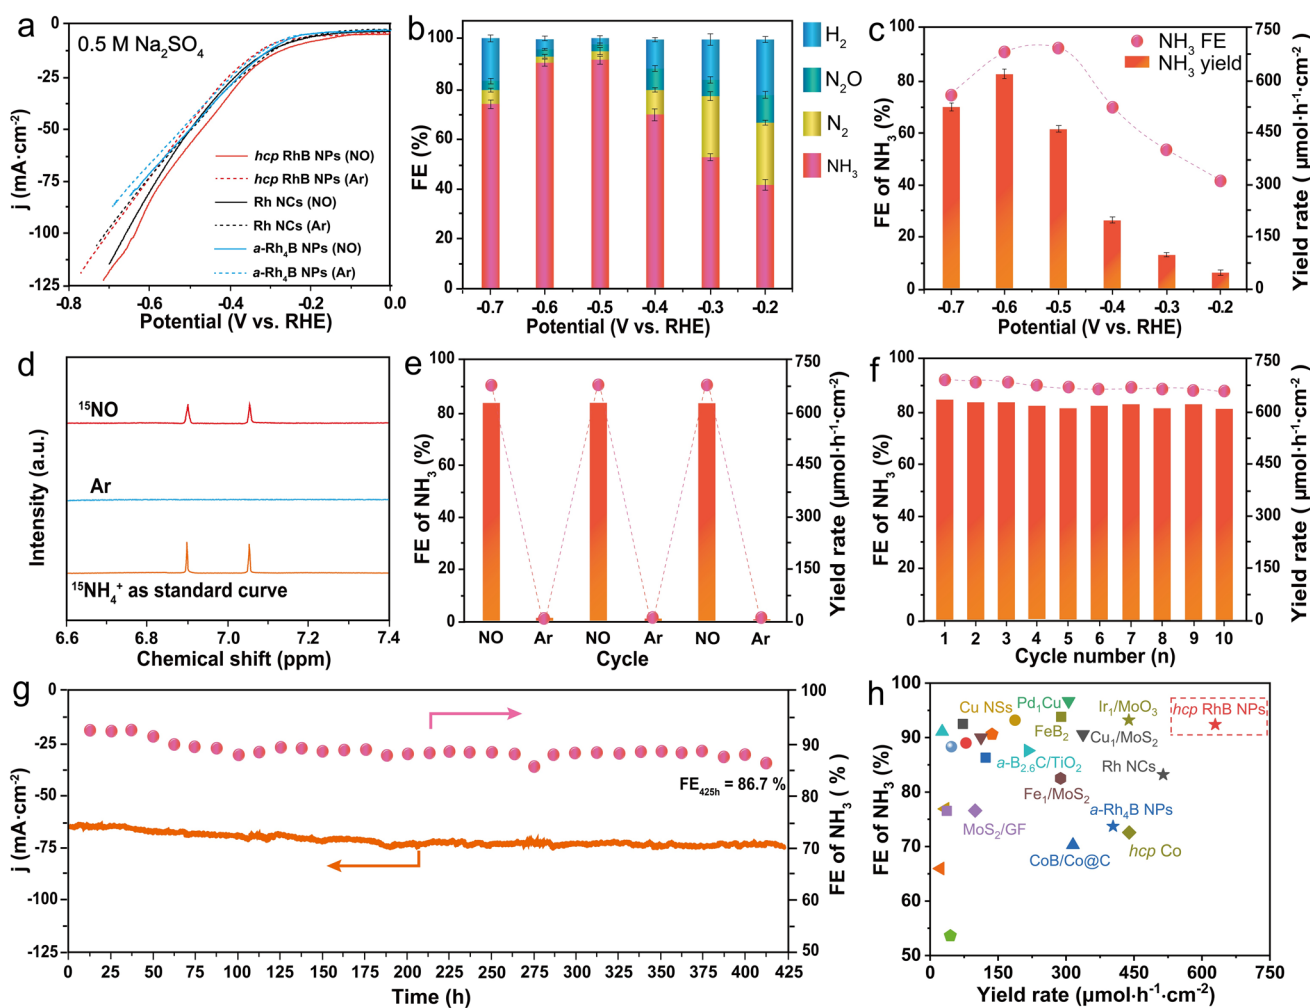 a
0.5 M Na₂SO₄
0
-25
-50
-75
-100
-125
j (mA·cm⁻²)
hcp RhB NPs (NO)
hcp RhB NPs (Ar)
Rh NCs (NO)
Rh NCs (Ar)
a-Rh₄B NPs (NO)
a-Rh₄B NPs (Ar)
-0.8 -0.6 -0.4 -0.2 0.0
Potential (V vs. RHE)
b
100
80
60
40
20
0
FE (%)
H₂
N₂O
N₂
NH₃
-0.7 -0.6 -0.5 -0.4 -0.3 -0.2
Potential (V vs. RHE)
c
100
80
60
40
20
0
FE of NH₃ (%)
NH₃ FE
NH₃ yield
750
600
450
300
150
0
Yield rate ( μmol·h⁻¹·cm⁻²)
-0.7 -0.6 -0.5 -0.4 -0.3 -0.2
Potential (V vs. RHE)
d
Intensity (a.u.)
¹⁵NO
Ar
¹⁵NH₄⁺ as standard curve
6.6 6.8 7.0 7.2 7.4
Chemical shift (ppm)
e
100
80
60
40
20
0
FE of NH₃ (%)
750
600
450
300
150
0
Yield rate (μmol·h⁻¹·cm⁻²)
NO Ar NO Ar NO Ar
Cycle
f
100
80
60
40
20
0
FE of NH₃ (%)
750
600
450
300
150
0
Yield rate ( μmol·h⁻¹·cm⁻²)
1 2 3 4 5 6 7 8 9 10
Cycle number (n)
g
0
-25
-50
-75
-100
-125
j (mA·cm⁻²)
FE₄₂₅ₕ = 86.7 %
100
90
80
70
60
50
FE of NH₃ ( % )
0 25 50 75 100 125 150 175 200 225 250 275 300 325 350 375 400 425
Time (h)
h
100
90
80
70
60
50
FE of NH₃ (%)
Cu NSs
Pd₁Cu
Ir₁/MoO₃
hcp RhB NPs
FeB₂
Cu₁/MoS₂
a-B₂.₆C/TiO₂
Rh NCs
Fe₁/MoS₂
MoS₂/GF
a-Rh₄B NPs
CoB/Co@C
hcp Co
0 150 300 450 600 750
Yield rate (μmol·h⁻¹·cm⁻²)